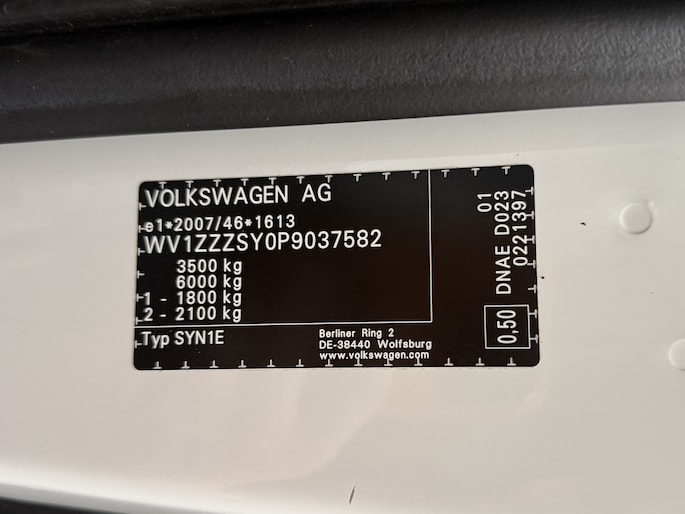 VOLKSWAGEN AG
e1*2007/46*1613
WV1ZZZSY0P9037582
3500 kg
6000 kg
1 - 1800 kg
2 - 2100 kg
Typ SYN1E
Berliner Ring 2
DE-38440 Wolfsburg
www.volkswagen.com
01
DNAE D023
0221397
0,50